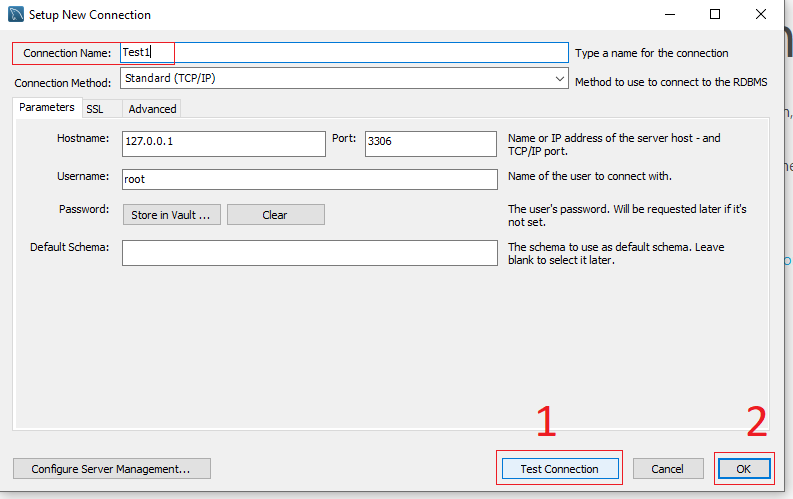 Setup New Connection
Connection Name: Test1 Type a name for the connection
Connection Method: Standard (TCP/IP) Method to use to connect to the RDBMS
Parameters SSL Advanced
Hostname: 127.0.0.1 Port: 3306 Name or IP address of the server host - and
TCP/IP port.
Username: root Name of the user to connect with.
Password: Store in Vault ... Clear The user's password. Will be requested later if it's
not set.
Default Schema: The schema to use as default schema. Leave
blank to select it later.
1 2
Configure Server Management... Test Connection Cancel OK